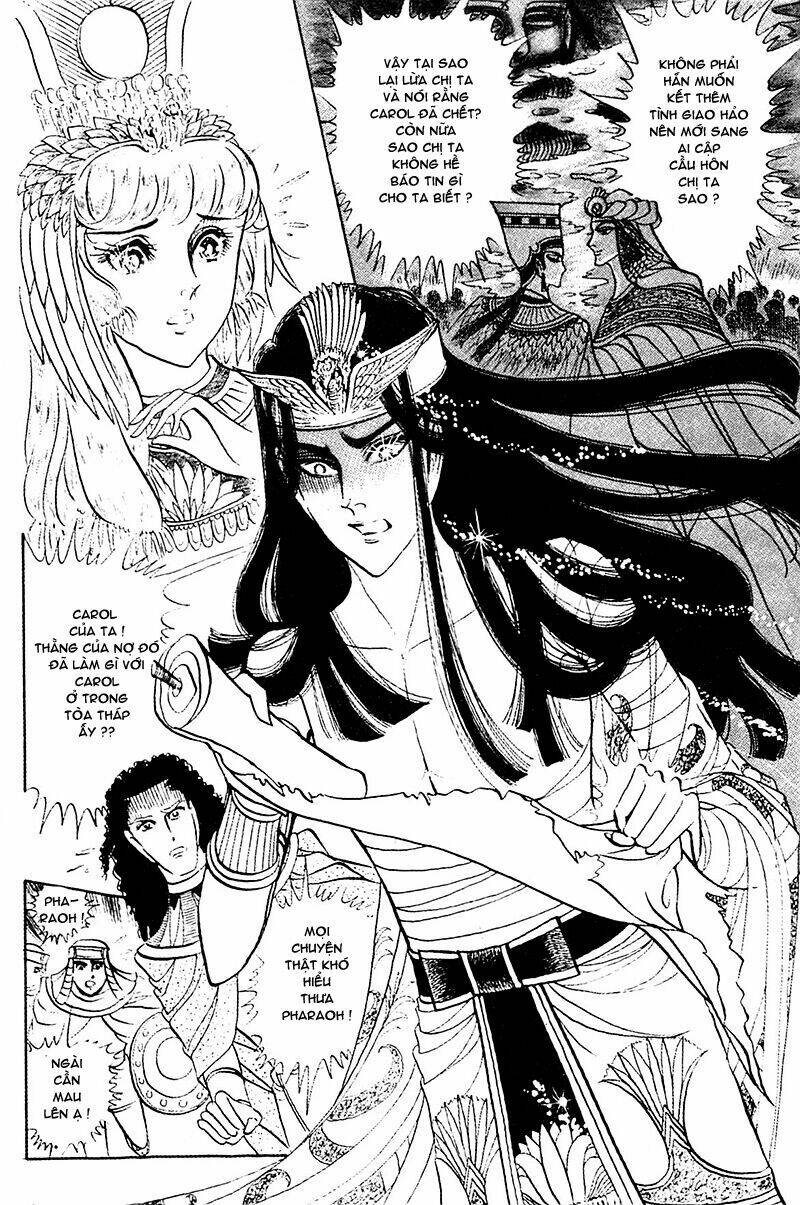 KHÔNG PHẢI
HẮN MUỐN
KẾT THÊM
TÌNH GIAO HẢO
NÊN MỚI SANG
AI CẬP
CẦU HÔN
CHỊ TA
SAO ?
VẬY TẠI SAO
LẠI LỪA CHỊ TA
VÀ NÓI RẰNG
CAROL ĐÃ CHẾT?
CÒN NỮA
SAO CHỊ TA
KHÔNG HỀ
BÁO TIN GÌ
CHO TA BIẾT ?
CAROL
CỦA TA !
THẰNG CỦA NỢ ĐÓ
ĐÃ LÀM GÌ VỚI
CAROL
Ở TRONG
TÒA THÁP
ẤY ??
PHA-
RAOH !
MỌI
CHUYỆN
THẬT KHÓ
HIỂU
THƯA
PHARAOH !
NGÀI
CẦN
MAU
LÊN Ạ !